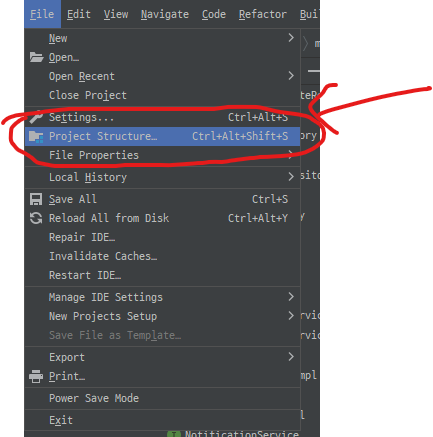 File Edit View Navigate Code Refactor Buil
New
Open...
Open Recent
Close Project
Settings... Ctrl+Alt+S
Project Structure... Ctrl+Alt+Shift+S
File Properties
Local History
Save All Ctrl+S
Reload All from Disk Ctrl+Alt+Y
Repair IDE...
Invalidate Caches...
Restart IDE...
Manage IDE Settings
New Projects Setup
Save File as Template...
Export
Print...
Power Save Mode
Exit
NotificationService